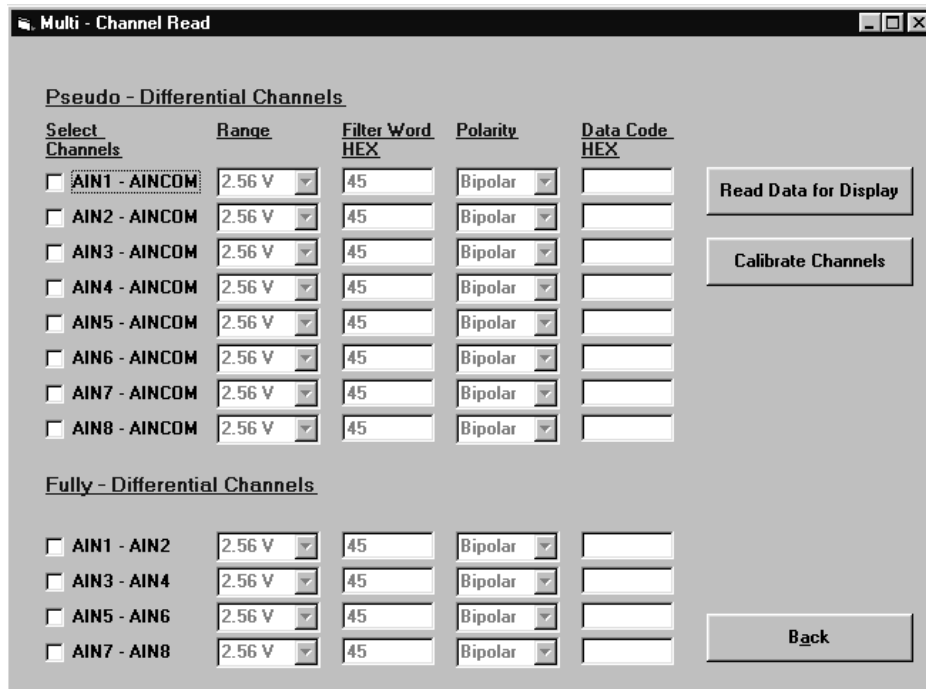 Multi - Channel Read
Pseudo - Differential Channels
Select Channels Range Filter Word HEX Polarity Data Code HEX
AIN1 - AINCOM 2.56 V 45 Bipolar
Read Data for Display
AIN2 - AINCOM 2.56 V 45 Bipolar
AIN3 - AINCOM 2.56 V 45 Bipolar
Calibrate Channels
AIN4 - AINCOM 2.56 V 45 Bipolar
AIN5 - AINCOM 2.56 V 45 Bipolar
AIN6 - AINCOM 2.56 V 45 Bipolar
AIN7 - AINCOM 2.56 V 45 Bipolar
AIN8 - AINCOM 2.56 V 45 Bipolar
Fully - Differential Channels
AIN1 - AIN2 2.56 V 45 Bipolar
AIN3 - AIN4 2.56 V 45 Bipolar
AIN5 - AIN6 2.56 V 45 Bipolar
Back
AIN7 - AIN8 2.56 V 45 Bipolar